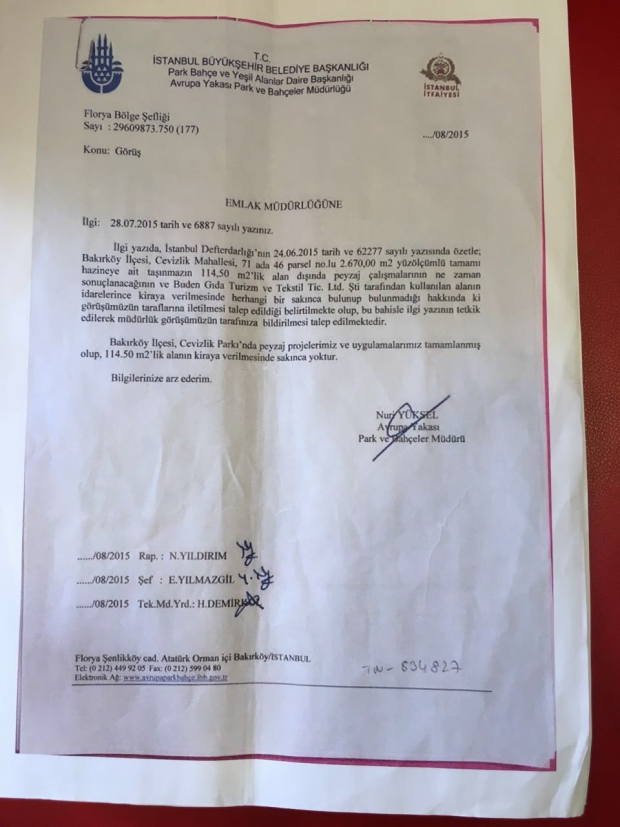 T.C.
İSTANBUL BÜYÜKŞEHİR BELEDİYE BAŞKANLIĞI
Park Bahçe ve Yeşil Alanlar Daire Başkanlığı
Avrupa Yakası Park ve Bahçeler Müdürlüğü
İSTANBUL
İTFAİYESİ
Florya Bölge Şefliği
Sayı : 29609873.750 (177)
..../08/2015
Konu: Görüş
EMLAK MÜDÜRLÜĞÜNE
İlgi: 28.07.2015 tarih ve 6887 sayılı yazınız.
İlgi yazıda, İstanbul Defterdarlığı'nın 24.06.2015 tarih ve 62277 sayılı yazısında özetle;
Bakırköy İlçesi, Cevizlik Mahallesi, 71 ada 46 parsel no.lu 2.670,00 m2 yüzölçümlü tamamı
hazineye ait taşınmazın 114,50 m2'lik alan dışında peyzaj çalışmalarının ne zaman
sonuçlanacağının ve Buden Gıda Turizm ve Tekstil Tic. Ltd. Şti tarafından kullanılan alanın
idarelerince kiraya verilmesinde herhangi bir sakınca bulunup bulunmadığı hakkında ki
görüşümüzün taraflarına iletilmesi talep edildiği belirtilmekte olup, bu bahisle ilgi yazının tetkik
edilerek müdürlük görüşümüzün tarafınıza bildirilmesi talep edilmektedir.
Bakırköy İlçesi, Cevizlik Parkı'nda peyzaj projelerimiz ve uygulamalarımız tamamlanmış
olup, 114.50 m2'lik alanın kiraya verilmesinde sakınca yoktur.
Bilgilerinize arz ederim.
Nuri YÜKSEL
Avrupa Yakası
Park ve Bahçeler Müdürü
....../08/2015 Rap. : N.YILDIRIM
....../08/2015 Şef : E.YILMAZGİL
....../08/2015 Tek.Md.Yrd.:
Florya Şenlikköy cad. Atatürk Orman içi Bakırköy/İSTANBUL
Tel: (0 212) 449 92 05 Fax: (0 212) 599 04 80
Elektronik Ağ: www.avrupaparkbahçe.ibb.gov.tr
TN- 834827